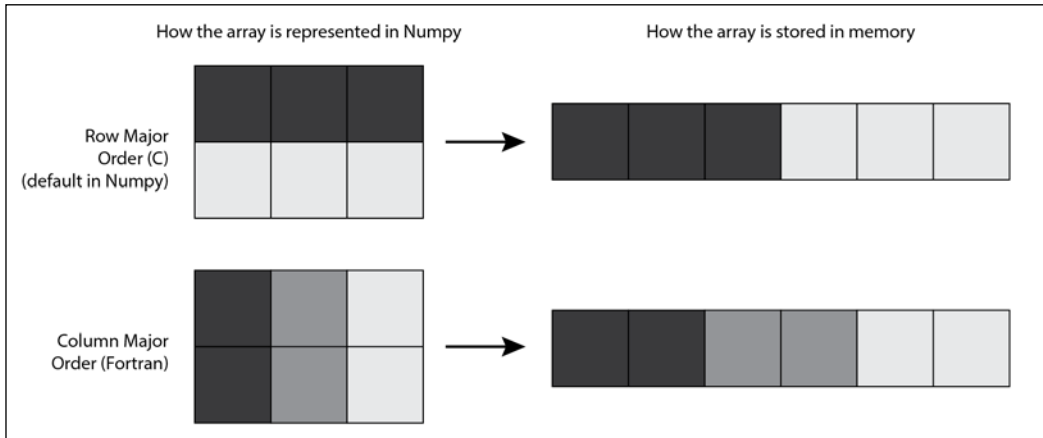 How the array is represented in Numpy
How the array is stored in memory
Row Major
Order (C)
(default in Numpy)
Column Major
Order (Fortran)